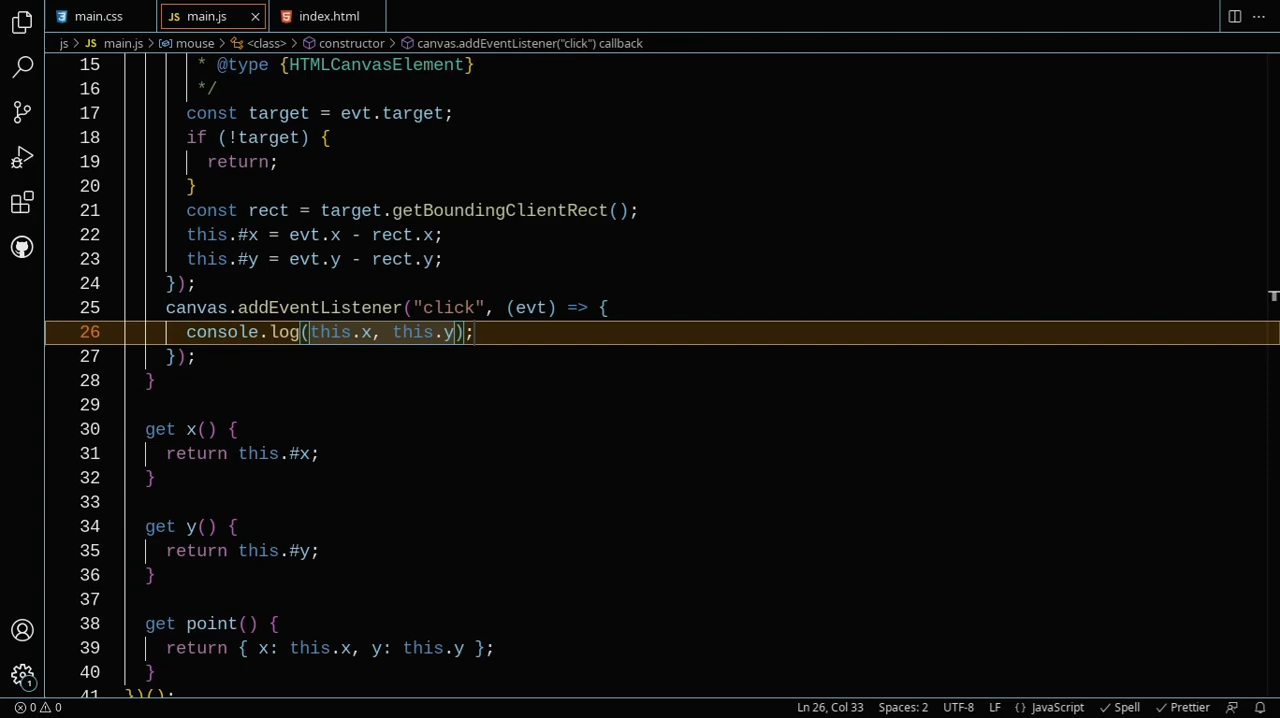 main.css
main.js
index.html
js > main.js > mouse > <class> > constructor > canvas.addEventListener("click") callback
15 * @type {HTMLCanvasElement}
16 */
17 const target = evt.target;
18 if (!target) {
19 return;
20 }
21 const rect = target.getBoundingClientRect();
22 this.#x = evt.x - rect.x;
23 this.#y = evt.y - rect.y;
24 });
25 canvas.addEventListener("click", (evt) => {
26 console.log(this.x, this.y);
27 });
28 }
29
30 get x() {
31 return this.#x;
32 }
33
34 get y() {
35 return this.#y;
36 }
37
38 get point() {
39 return { x: this.x, y: this.y };
40 }
41 })();
0 0 Ln 26, Col 33 Spaces: 2 UTF-8 LF {} JavaScript Spell Prettier